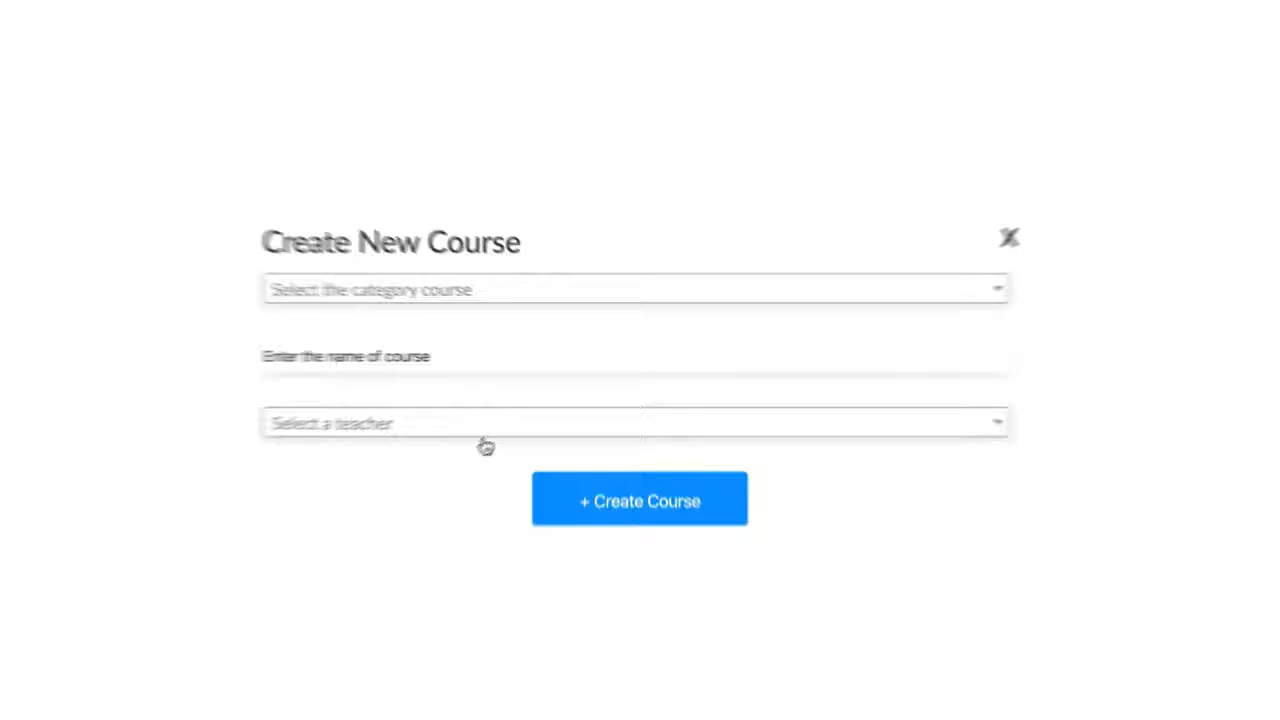 Create New Course
X
Select the category course
Enter the name of course
Select a teacher
+ Create Course